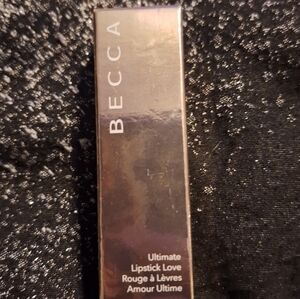 BECCA
Ultimate
Lipstick Love
Rouge à Lèvres
Amour Ultime